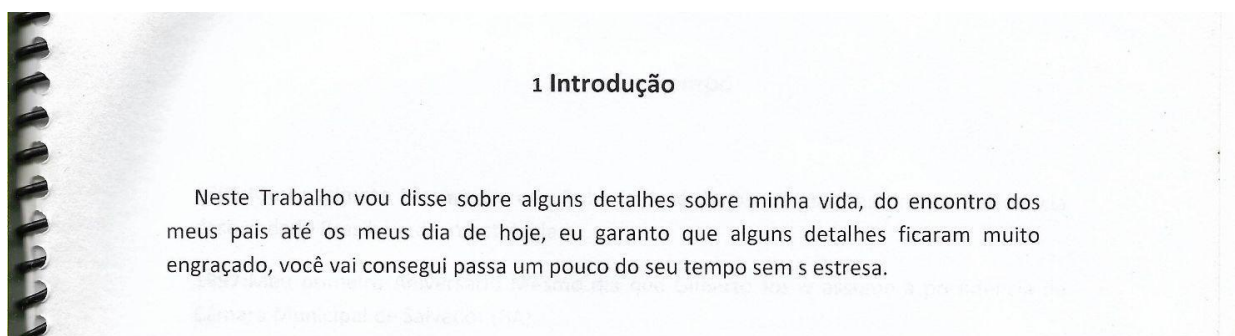 1 Introdução
Neste Trabalho vou disse sobre alguns detalhes sobre minha vida, do encontro dos
meus pais até os meus dia de hoje, eu garanto que alguns detalhes ficaram muito
engraçado, você vai consegui passa um pouco do seu tempo sem s estresa.